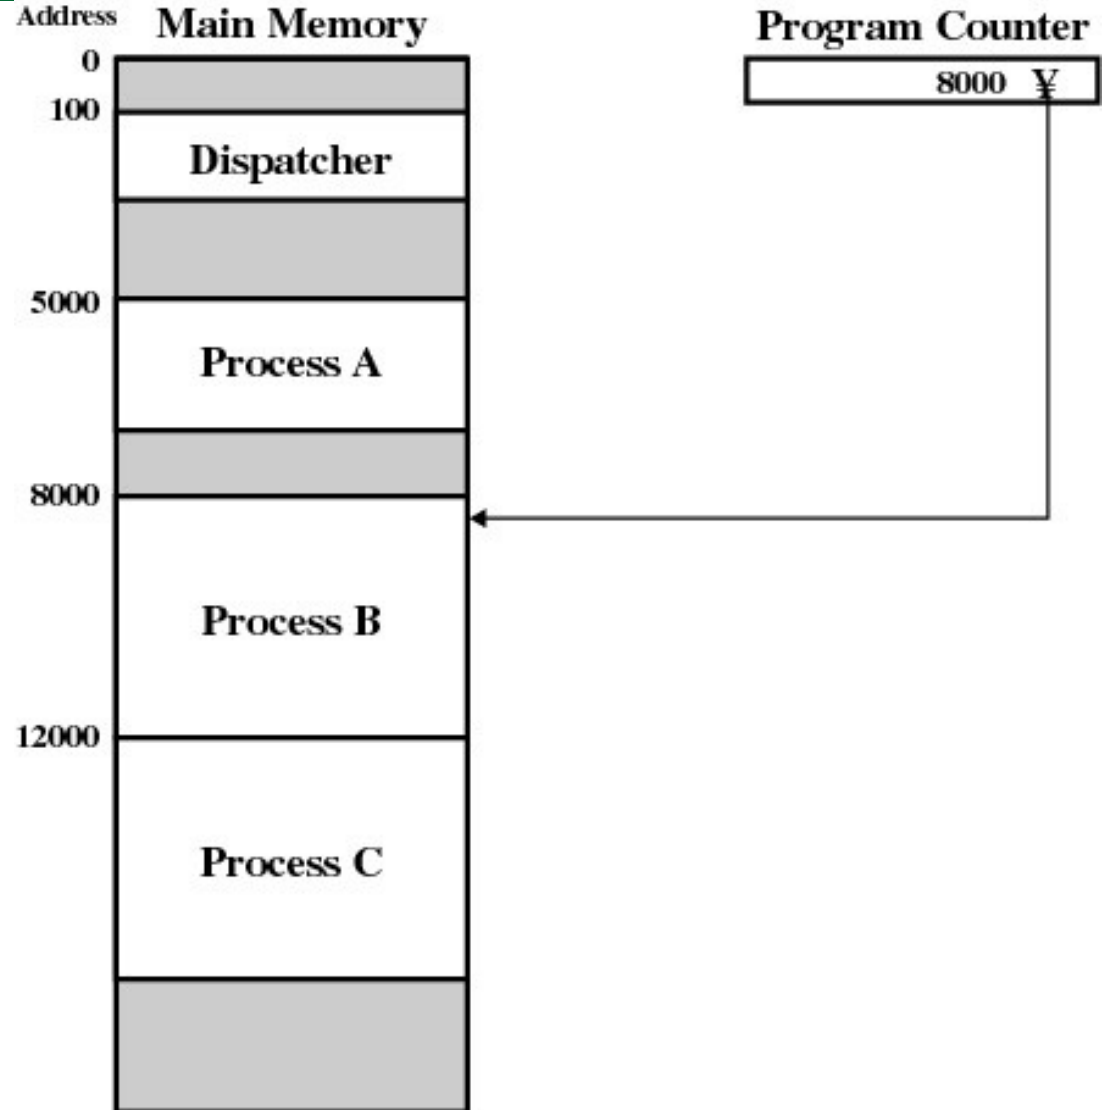 Address
Main Memory
Program Counter
0
8000 ¥
100
Dispatcher
5000
Process A
8000
Process B
12000
Process C